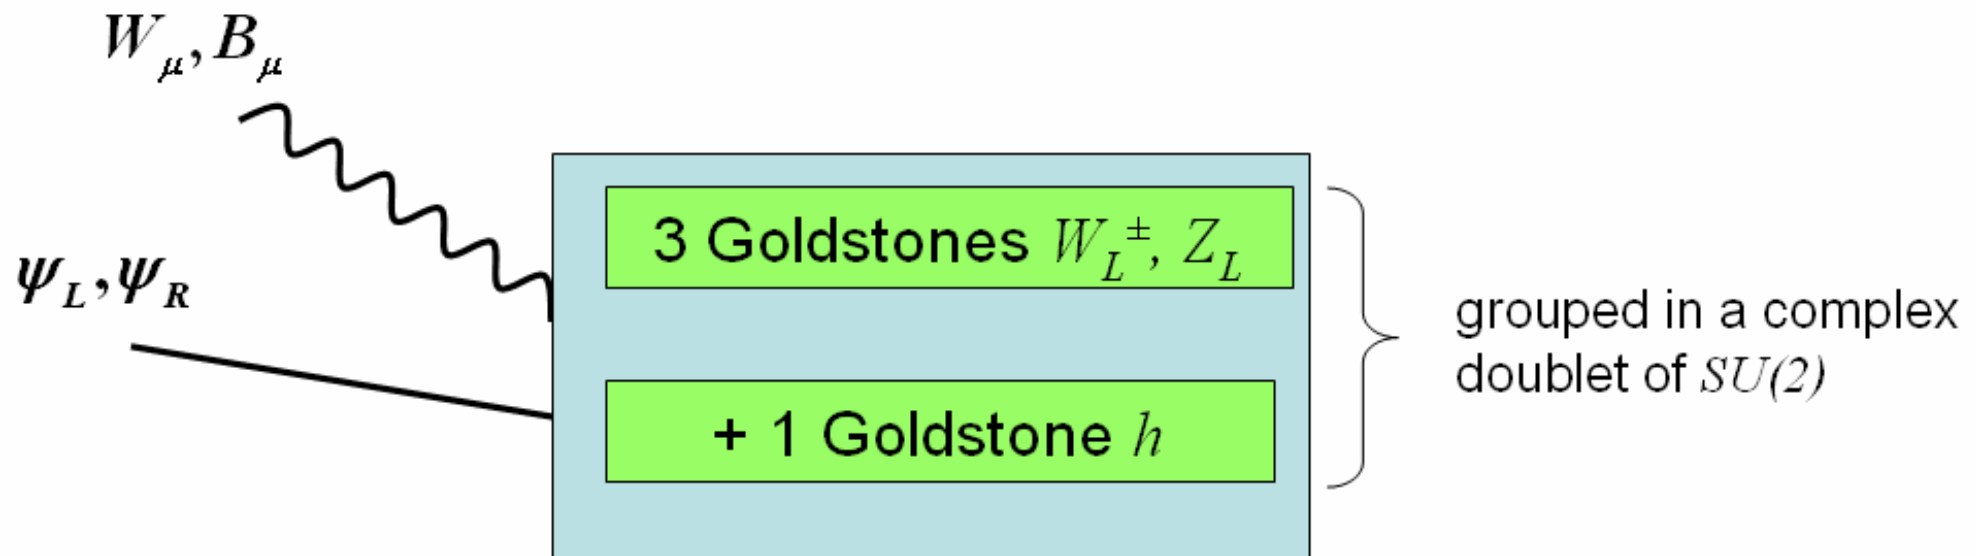 W_μ, B_μ
3 Goldstones W_L^±, Z_L
ψ_L, ψ_R
+ 1 Goldstone h
grouped in a complex
doublet of SU(2)